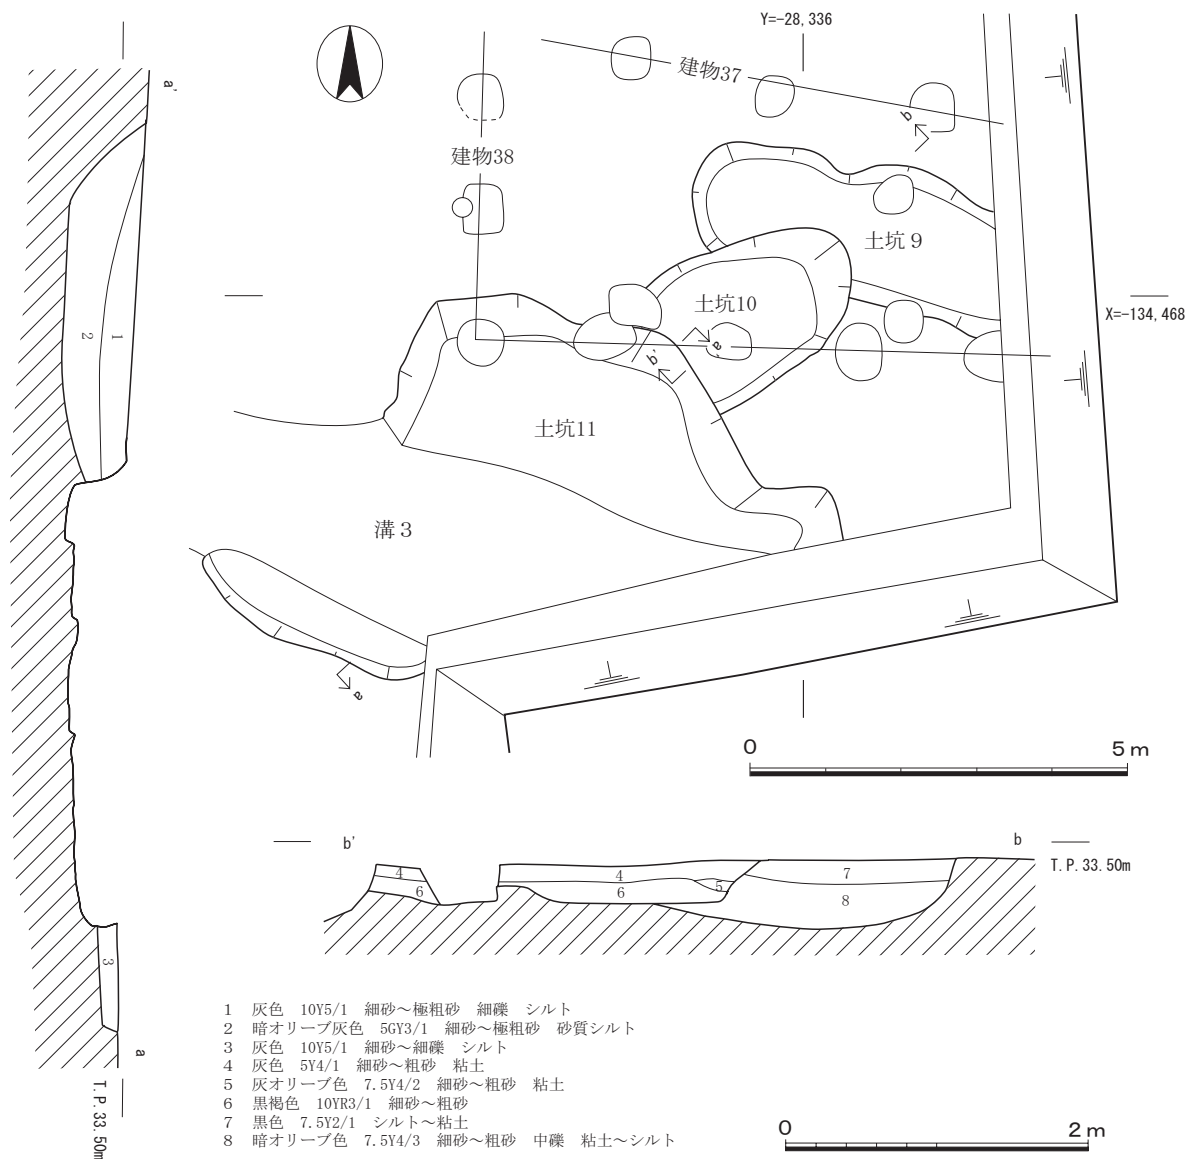 Y=-28,336
a'
建物37
b
建物38
土坑９
土坑10
X=-134,468
1
2
a'
b'
土坑11
溝３
a
0 5m
b'
b
T.P.33.50m
4
4
5
6
6
7
8
3
a
T.P.33.50m
1 灰色 10Y5/1 細砂～極粗砂 細礫 シルト
2 暗オリーブ灰色 5GY3/1 細砂～極粗砂 砂質シルト
3 灰色 10Y5/1 細砂～細礫 シルト
4 灰色 5Y4/1 細砂～粗砂 粘土
5 灰オリーブ色 7.5Y4/2 細砂～粗砂 粘土
6 黒褐色 10YR3/1 細砂～粗砂
7 黒色 7.5Y2/1 シルト～粘土
8 暗オリーブ色 7.5Y4/3 細砂～粗砂 中礫 粘土～シルト
0 2m